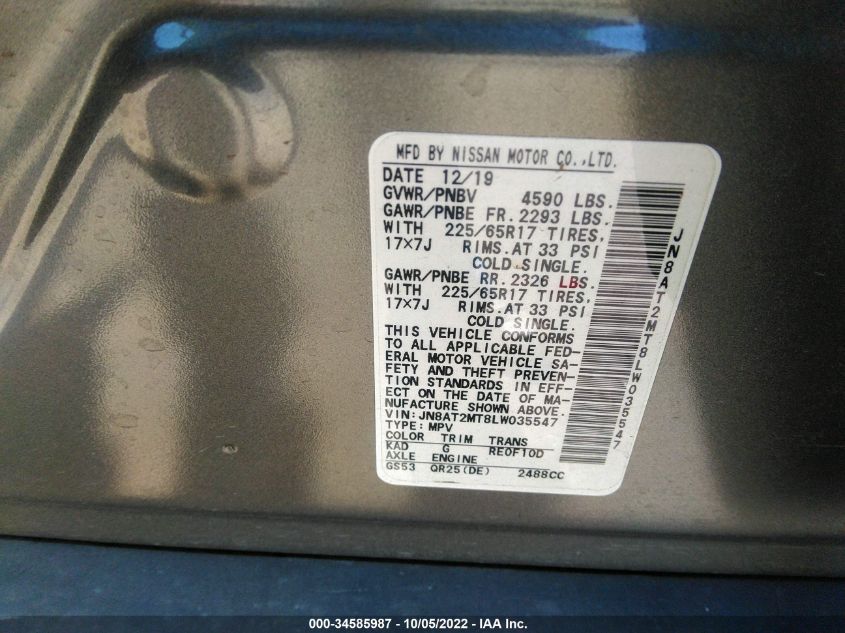 MFD BY NISSAN MOTOR CO.,LTD.
DATE 12/19
GVWR/PNBV 4590 LBS.
GAWR/PNBE FR. 2293 LBS.
WITH 225/65R17 TIRES,
17×7J RIMS.AT 33 PSI
COLD SINGLE.
GAWR/PNBE RR. 2326 LBS.
WITH 225/65R17 TIRES,
17×7J RIMS.AT 33 PSI
COLD SINGLE.
THIS VEHICLE CONFORMS
TO ALL APPLICABLE FED-
ERAL MOTOR VEHICLE SA-
FETY AND THEFT PREVEN-
TION STANDARDS IN EFF-
ECT ON THE DATE OF MA-
NUFACTURE SHOWN ABOVE.
VIN:JN8AT2MT8LW035547
TYPE:MPV
COLOR TRIM TRANS
KAD G RE0F10D
AXLE ENGINE
GS53 QR25(DE) 2488CC
JN8AT2MT8LW035547
000-34585987 - 10/05/2022 - IAA Inc.